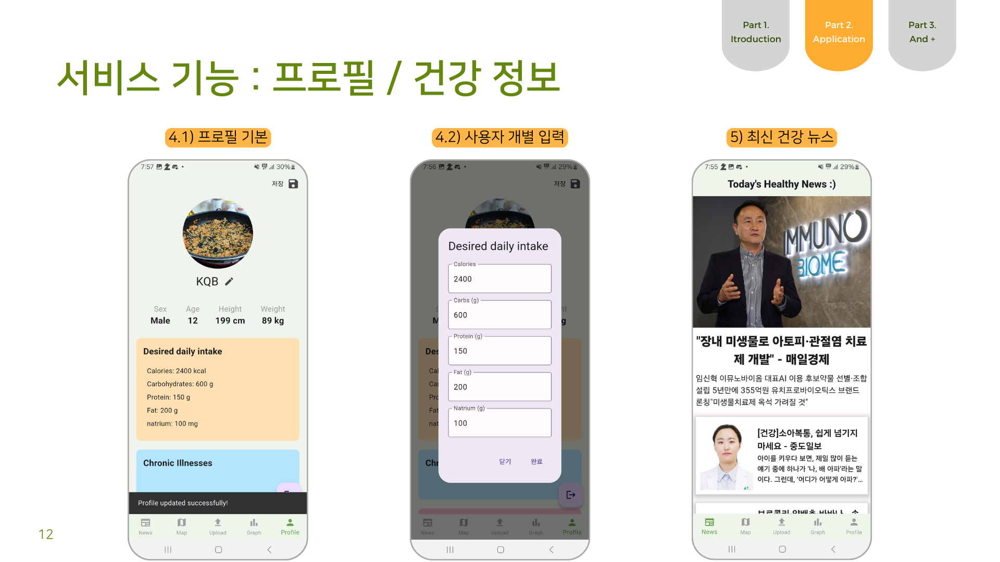 Part 1.
Itroduction
Part 2.
Application
Part 3.
And +
서비스 기능 : 프로필 / 건강 정보
4.1) 프로필 기본
7:57
30%
저장
KQB
Sex
Age
Height
Weight
Male
12
199 cm
89 kg
Desired daily intake
Calories: 2400 kcal
Carbohydrates: 600 g
Protein: 150 g
Fat: 200 g
natrium: 100 mg
Chronic Illnesses
Profile updated successfully!
News
Map
Upload
Graph
Profile
4.2) 사용자 개별 입력
7:56
29%
저장
Desired daily intake
Calories
2400
Carbs (g)
600
Protein (g)
150
Fat (g)
200
Natrium (g)
100
닫기
완료
News
Map
Upload
Graph
Profile
5) 최신 건강 뉴스
7:55
29%
Today's Healthy News :)
IMMUNO
BIOME
"장내 미생물로 아토피·관절염 치료
제 개발" - 매일경제
임신혁 이뮤노바이옴 대표AI 이용 후보약물 선별·조합
설립 5년만에 355억원 유치프로바이오틱스 브랜드
론칭"미생물치료제 옥석 가려질 것"
[건강]소아복통, 쉽게 넘기지
마세요 - 중도일보
아이를 키우다 보면, 제일 많이 듣는
얘기 중에 하나가 '나, 배 아파'라는 말
이다. 그런데, '어디가 어떻게 아파?'...
News
Map
Upload
Graph
Profile
12